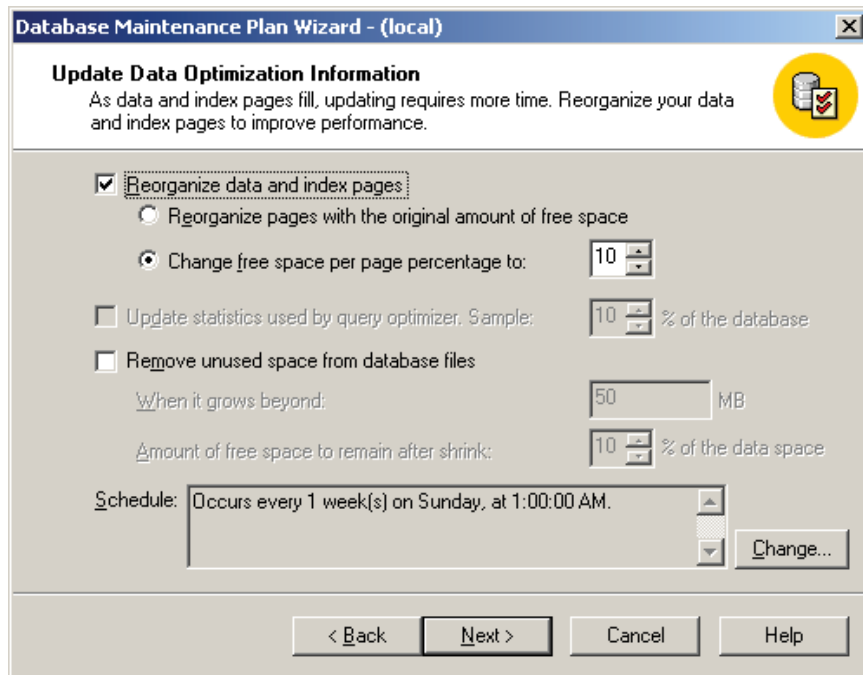 Database Maintenance Plan Wizard - (local)
Update Data Optimization Information
As data and index pages fill, updating requires more time. Reorganize your data
and index pages to improve performance.
Reorganize data and index pages
Reorganize pages with the original amount of free space
Change free space per page percentage to: 10
Update statistics used by query optimizer. Sample: 10 % of the database
Remove unused space from database files
When it grows beyond: 50 MB
Amount of free space to remain after shrink: 10 % of the data space
Schedule: Occurs every 1 week(s) on Sunday, at 1:00:00 AM.
Change...
< Back Next > Cancel Help